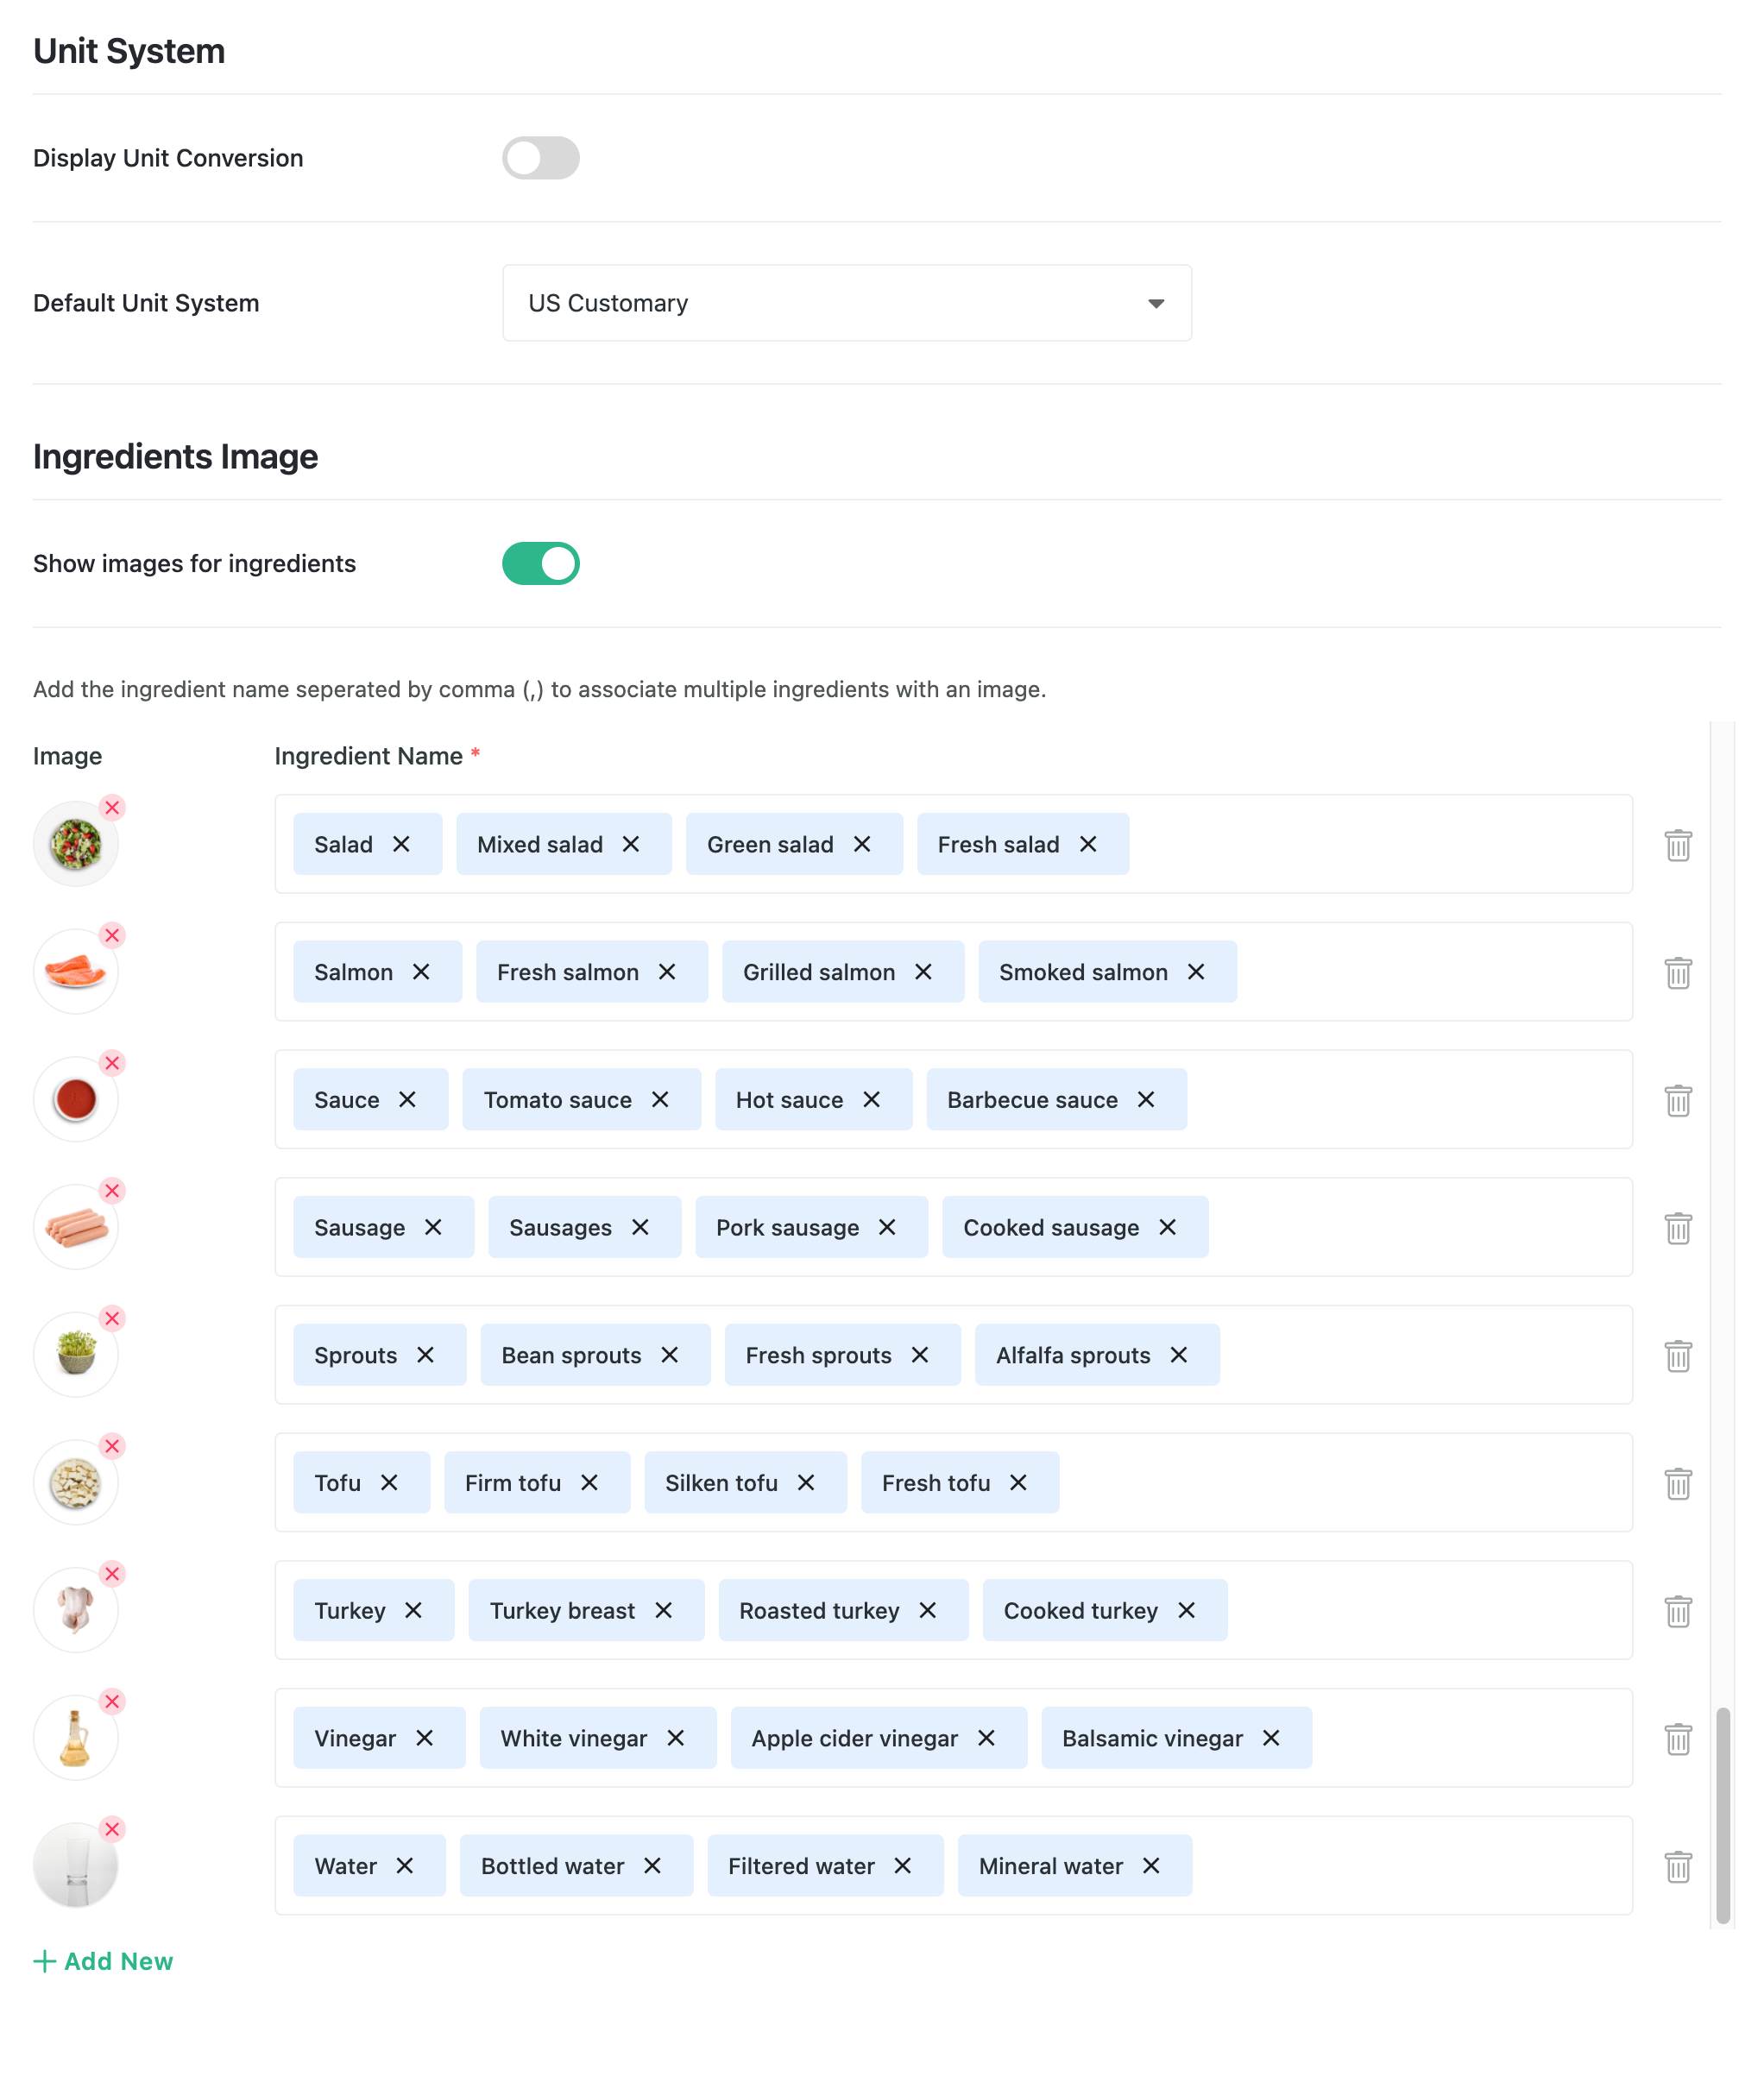 Unit System
Display Unit Conversion
Default Unit System US Customary
Ingredients Image
Show images for ingredients
Add the ingredient name seperated by comma (,) to associate multiple ingredients with an image.
Image Ingredient Name *
Salad Mixed salad Green salad Fresh salad
Salmon Fresh salmon Grilled salmon Smoked salmon
Sauce Tomato sauce Hot sauce Barbecue sauce
Sausage Sausages Pork sausage Cooked sausage
Sprouts Bean sprouts Fresh sprouts Alfalfa sprouts
Tofu Firm tofu Silken tofu Fresh tofu
Turkey Turkey breast Roasted turkey Cooked turkey
Vinegar White vinegar Apple cider vinegar Balsamic vinegar
Water Bottled water Filtered water Mineral water
Add New